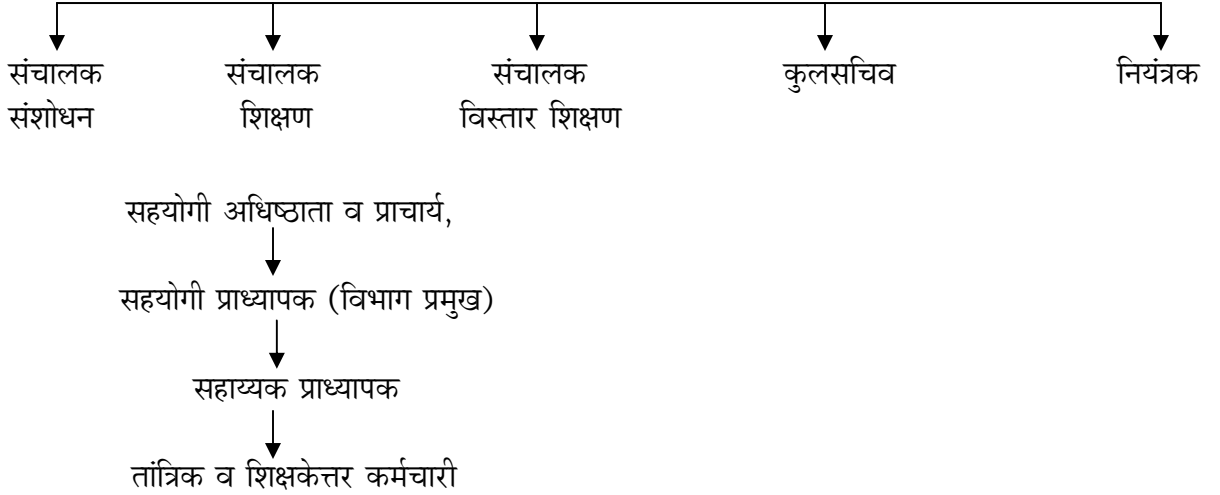 संचालक संचालक संचालक कुलसचिव नियंत्रक
संशोधन शिक्षण विस्तार शिक्षण
सहयोगी अधिष्ठाता व प्राचार्य,
सहयोगी प्राध्यापक (विभाग प्रमुख)
सहाय्यक प्राध्यापक
तांत्रिक व शिक्षकेत्तर कर्मचारी